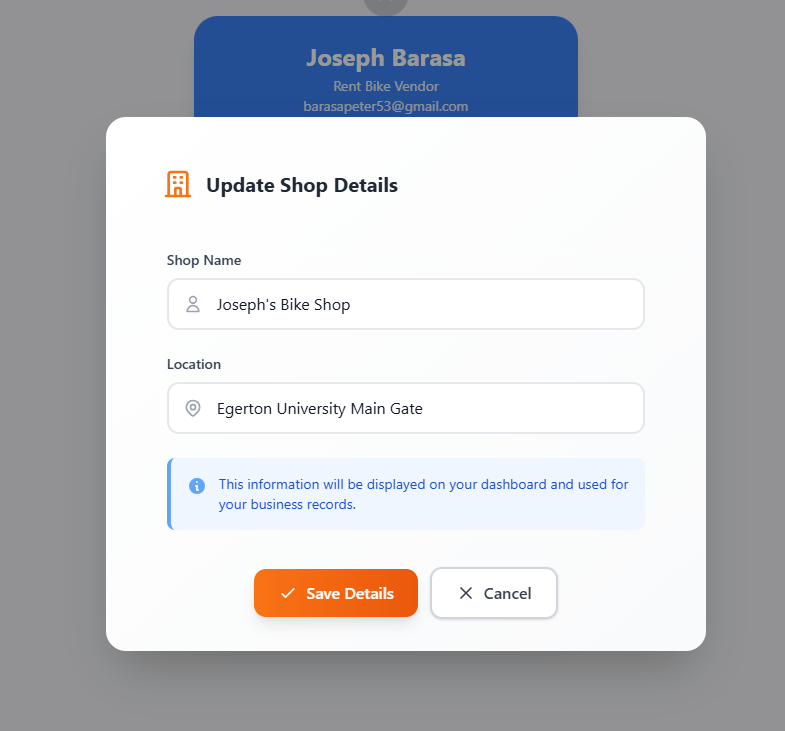 Joseph Barasa
Rent Bike Vendor
barasapeter53@gmail.com
Update Shop Details
Shop Name
Joseph's Bike Shop
Location
Egerton University Main Gate
This information will be displayed on your dashboard and used for
your business records.
Save Details
Cancel